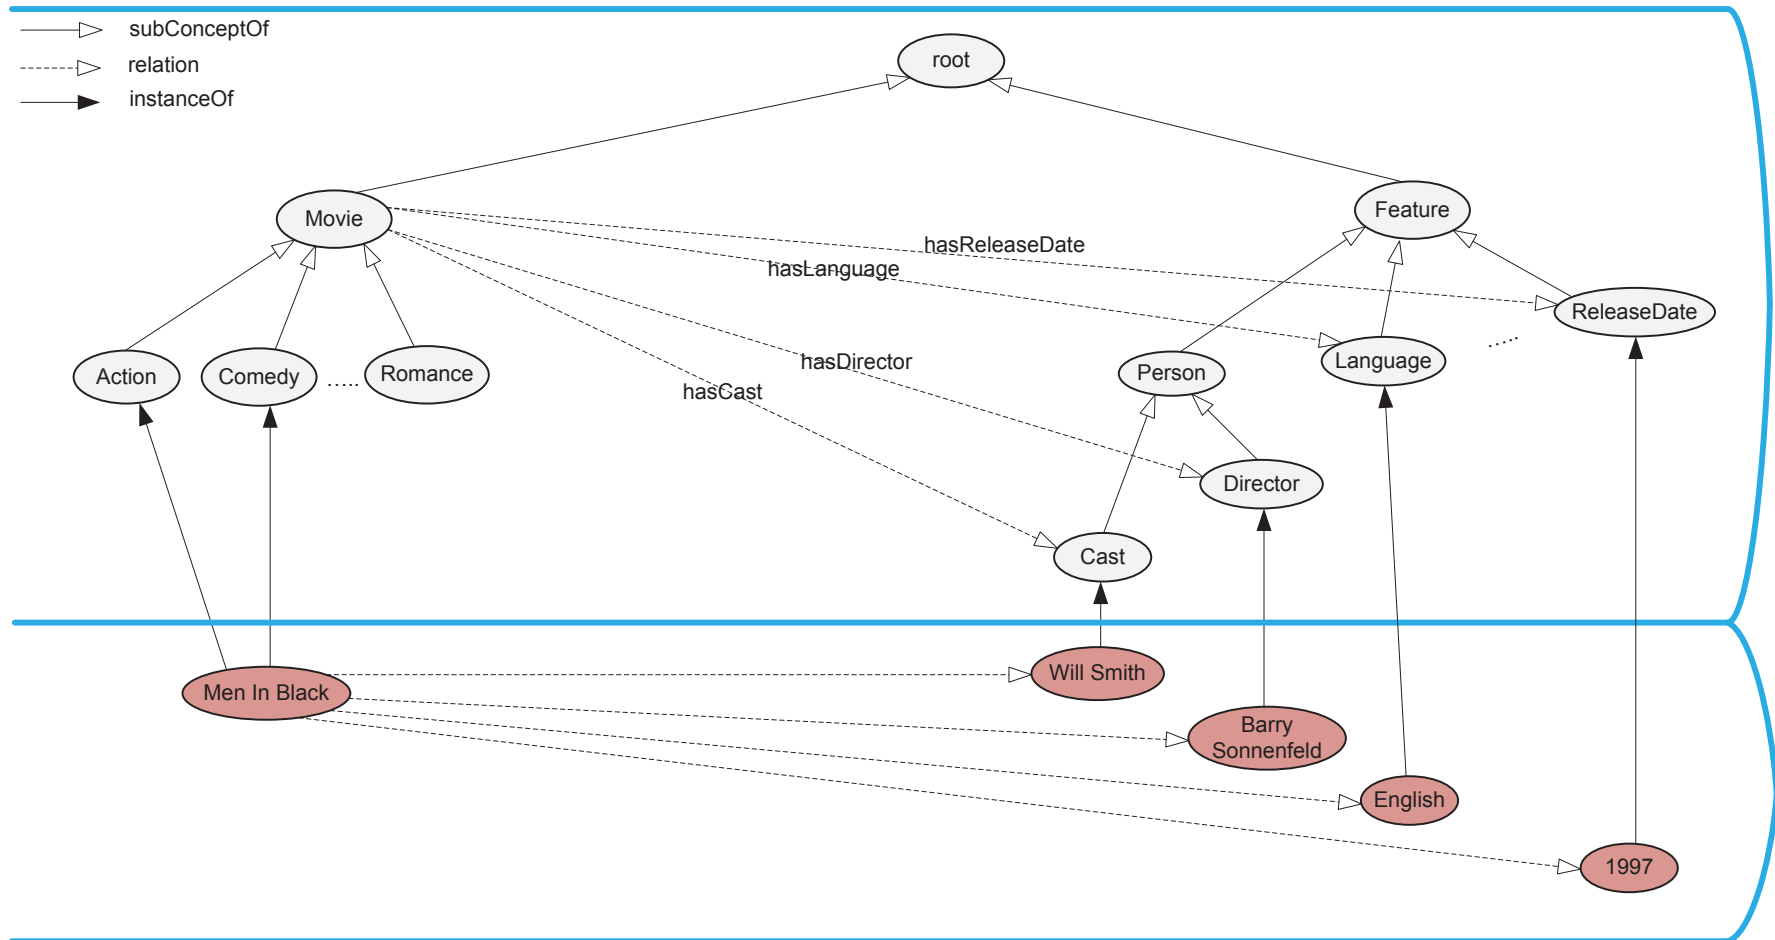 subConceptOf
relation
instanceOf
root
Movie
Feature
hasReleaseDate
hasLanguage
ReleaseDate
.....
Action
Comedy
.....
Romance
hasDirector
hasCast
Person
Language
Director
Cast
Men In Black
Will Smith
Barry
Sonnenfeld
English
1997